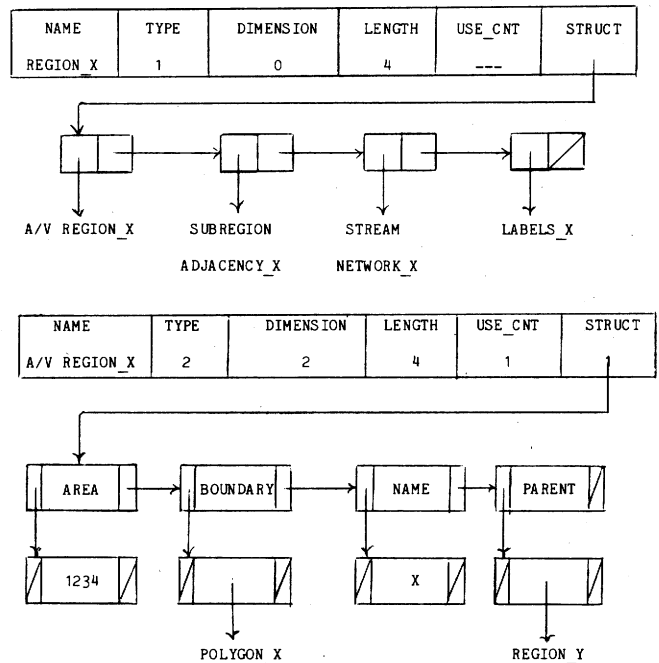 NAME TYPE DIMENSION LENGTH USE_CNT STRUCT
REGION_X 1 0 4 ---
A/V REGION_X SUBREGION STREAM LABELS_X
ADJACENCY_X NETWORK_X
NAME TYPE DIMENSION LENGTH USE_CNT STRUCT
A/V REGION_X 2 2 4 1 1
AREA BOUNDARY NAME PARENT
1234 X
POLYGON X REGION Y